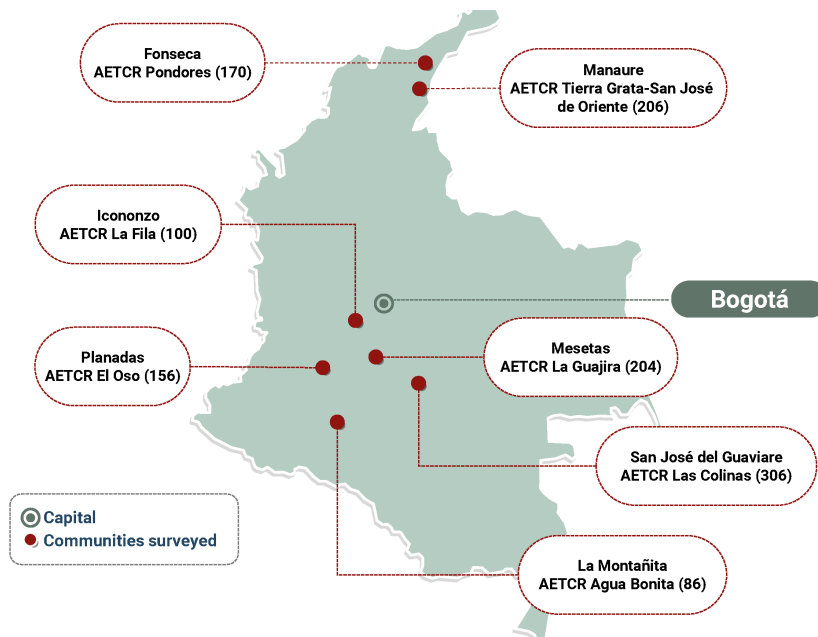 Fonseca
AETCR Pondores (170)
Manaure
AETCR Tierra Grata-San José
de Oriente (206)
Icononzo
AETCR La Fila (100)
Bogotá
Planadas
AETCR El Oso (156)
Mesetas
AETCR La Guajira (204)
San José del Guaviare
AETCR Las Colinas (306)
Capital
Communities surveyed
La Montañita
AETCR Agua Bonita (86)